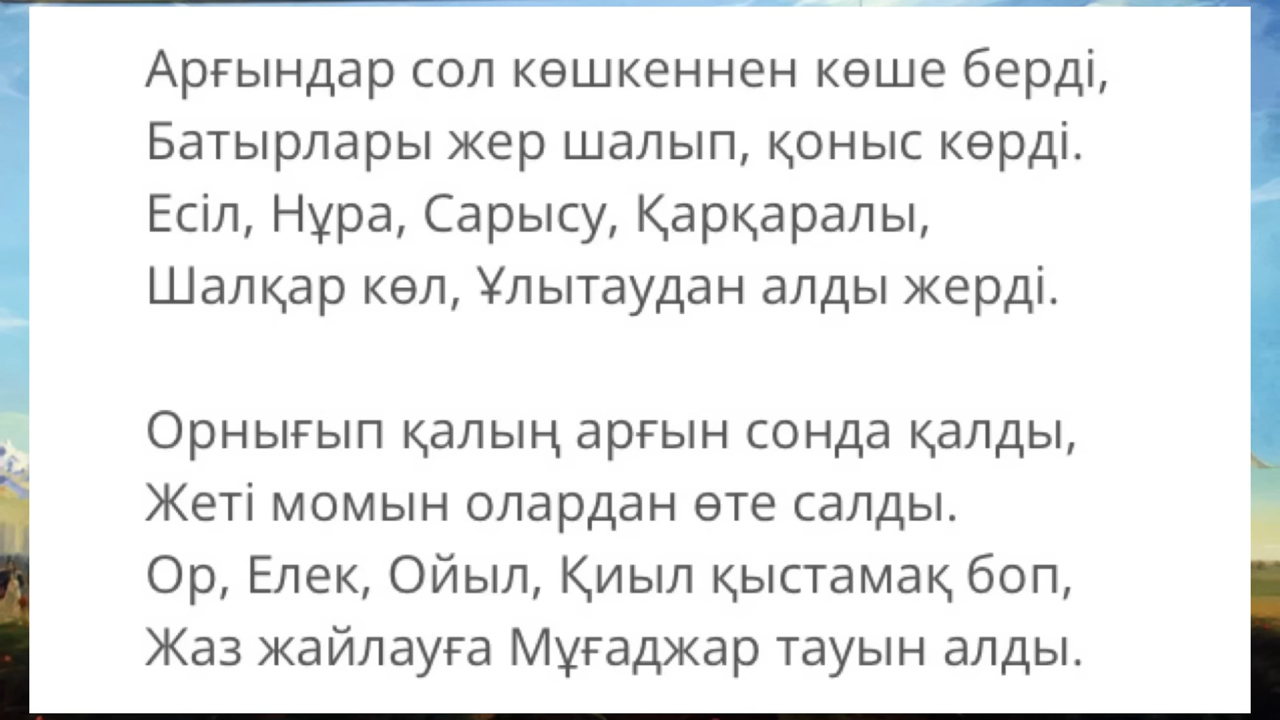 Арғындар сол көшкеннен көше берді,
Батырлары жер шалып, қоныс көрді.
Есіл, Нұра, Сарысу, Қарқаралы,
Шалқар көл, Ұлытаудан алды жерді.
Орнығып қалың арғын сонда қалды,
Жеті момын олардан өте салды.
Ор, Елек, Ойыл, Қиыл қыстамақ боп,
Жаз жайлауға Мұғаджар тауын алды.